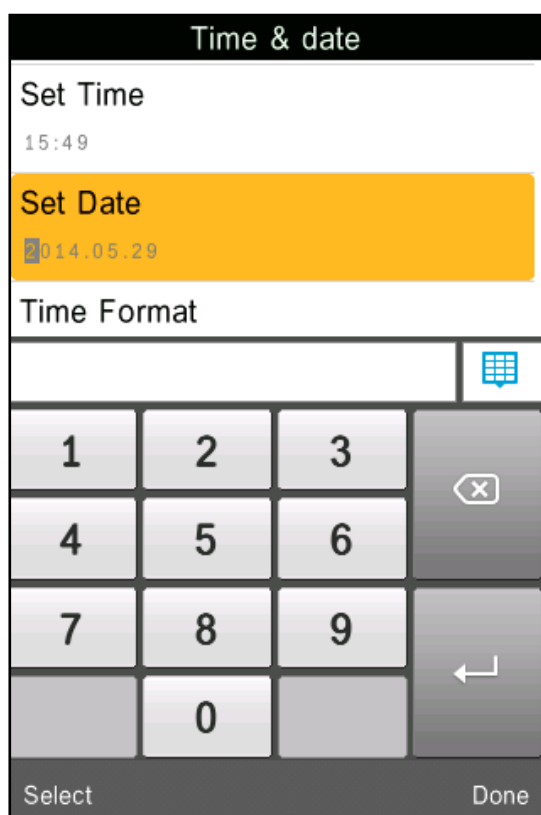 Time & date
Set Time
15:49
Set Date
2014.05.29
Time Format
1 2 3
4 5 6
7 8 9
0
Select Done